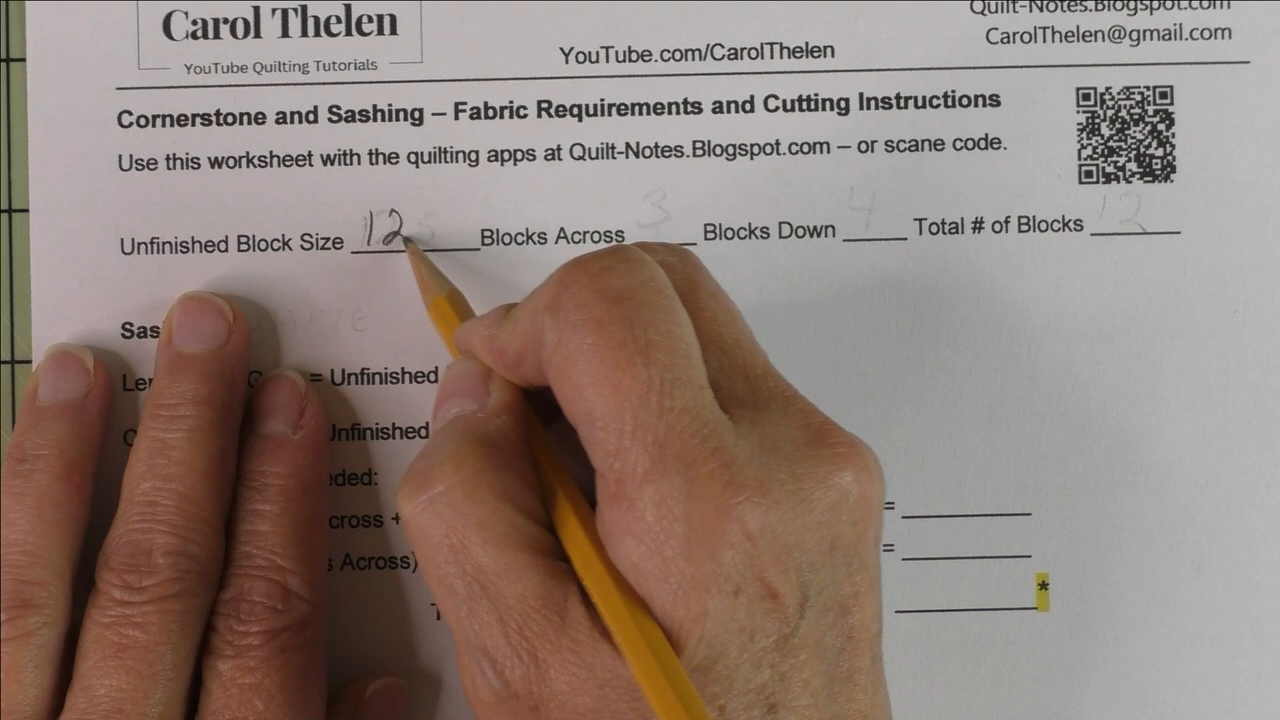 Carol Thelen
YouTube Quilting Tutorials
YouTube.com/CarolThelen
Quilt-Notes.Blogspot.com
CarolThelen@gmail.com
Cornerstone and Sashing – Fabric Requirements and Cutting Instructions
Use this worksheet with the quilting apps at Quilt-Notes.Blogspot.com – or scane code.
Unfinished Block Size 12 Blocks Across 3 Blocks Down 4 Total # of Blocks 12
= Unfinished
cross +
=
Across)
=
*